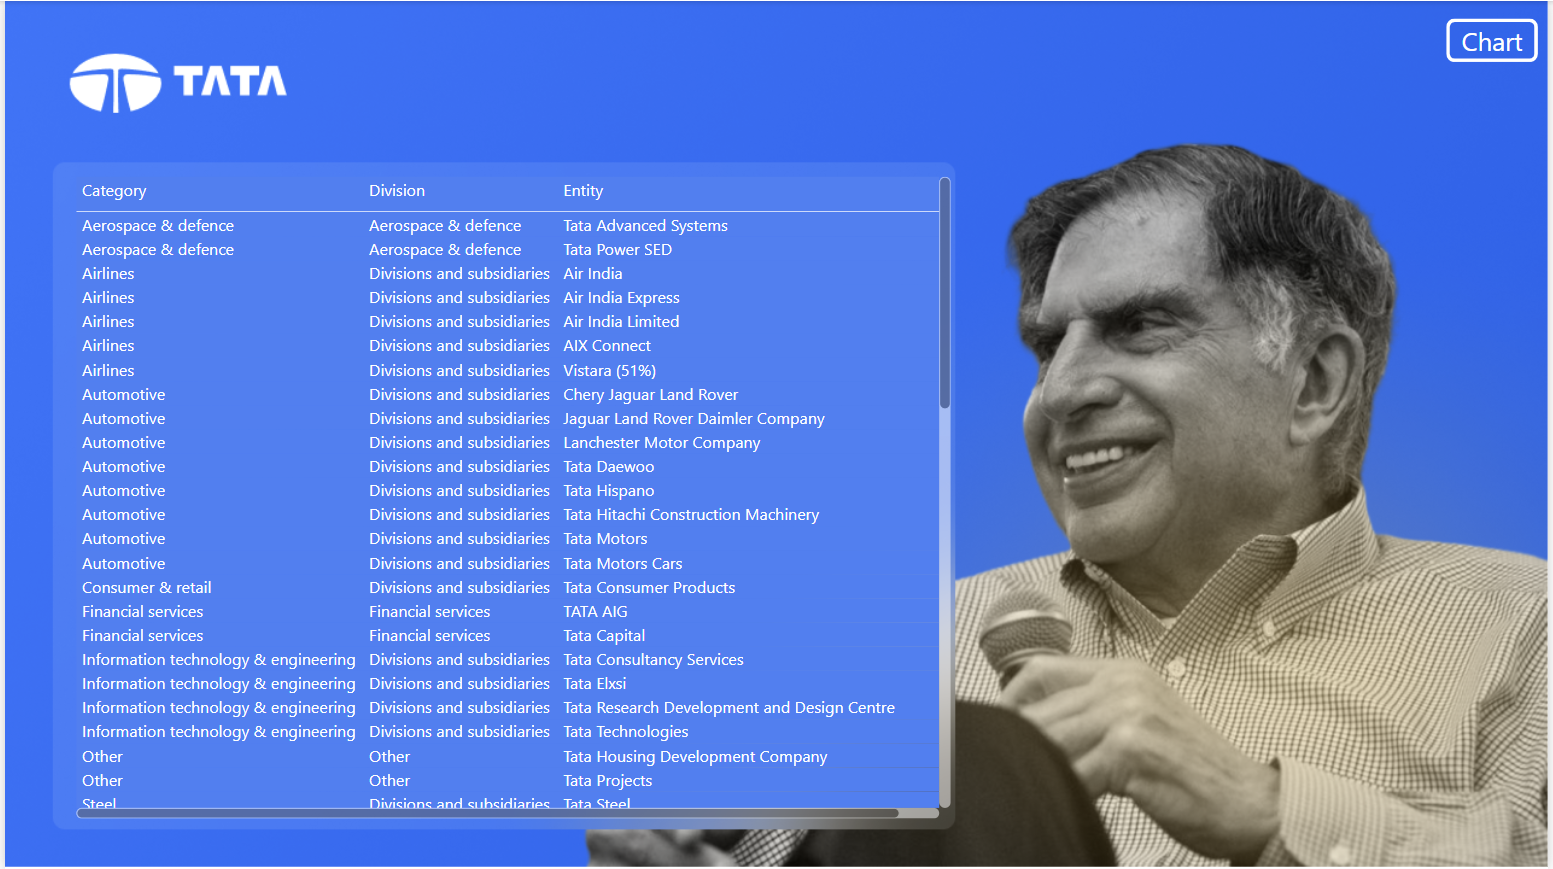 Chart
TATA
Category Division Entity
Aerospace & defence Aerospace & defence Tata Advanced Systems
Aerospace & defence Aerospace & defence Tata Power SED
Airlines Divisions and subsidiaries Air India
Airlines Divisions and subsidiaries Air India Express
Airlines Divisions and subsidiaries Air India Limited
Airlines Divisions and subsidiaries AIX Connect
Airlines Divisions and subsidiaries Vistara (51%)
Automotive Divisions and subsidiaries Chery Jaguar Land Rover
Automotive Divisions and subsidiaries Jaguar Land Rover Daimler Company
Automotive Divisions and subsidiaries Lanchester Motor Company
Automotive Divisions and subsidiaries Tata Daewoo
Automotive Divisions and subsidiaries Tata Hispano
Automotive Divisions and subsidiaries Tata Hitachi Construction Machinery
Automotive Divisions and subsidiaries Tata Motors
Automotive Divisions and subsidiaries Tata Motors Cars
Consumer & retail Divisions and subsidiaries Tata Consumer Products
Financial services Financial services TATA AIG
Financial services Financial services Tata Capital
Information technology & engineering Divisions and subsidiaries Tata Consultancy Services
Information technology & engineering Divisions and subsidiaries Tata Elxsi
Information technology & engineering Divisions and subsidiaries Tata Research Development and Design Centre
Information technology & engineering Divisions and subsidiaries Tata Technologies
Other Other Tata Housing Development Company
Other Other Tata Projects
Steel Divisions and subsidiaries Tata Steel